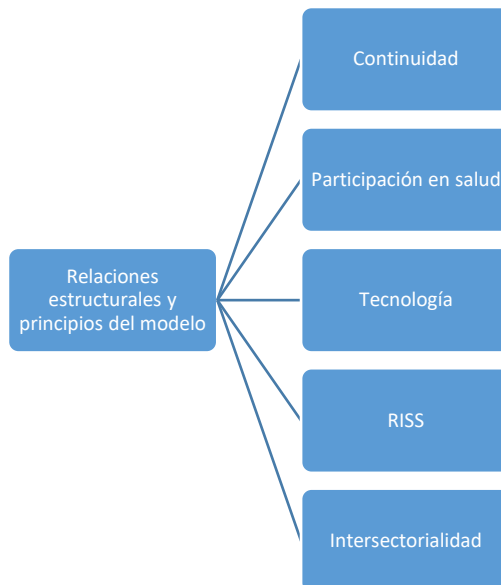 Continuidad
Participación en salud
Relaciones
estructurales y
principios del modelo
Tecnología
RISS
Intersectorialidad